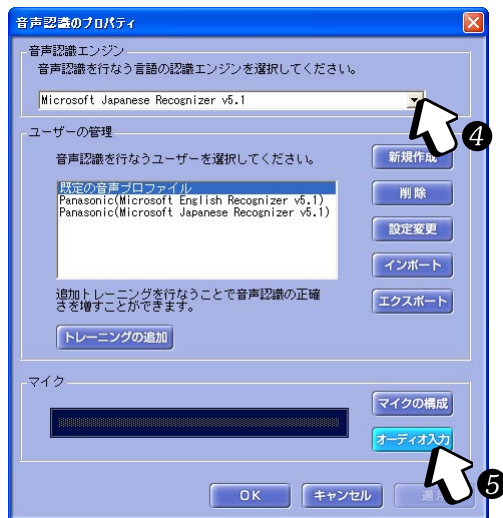 音声認識のプロパティ
音声認識エンジン
音声認識を行なう言語の認識エンジンを選択してください。
Microsoft Japanese Recognizer v5.1
4
ユーザーの管理
音声認識を行なうユーザーを選択してください。
新規作成
既定の音声プロファイル
Panasonic(Microsoft English Recognizer v5.1)
Panasonic(Microsoft Japanese Recognizer v5.1)
削除
設定変更
インポート
追加トレーニングを行なうことで音声認識の正確
さを増すことができます。
エクスポート
トレーニングの追加
マイク
マイクの構成
オーディオ入力
5
OK
キャンセル